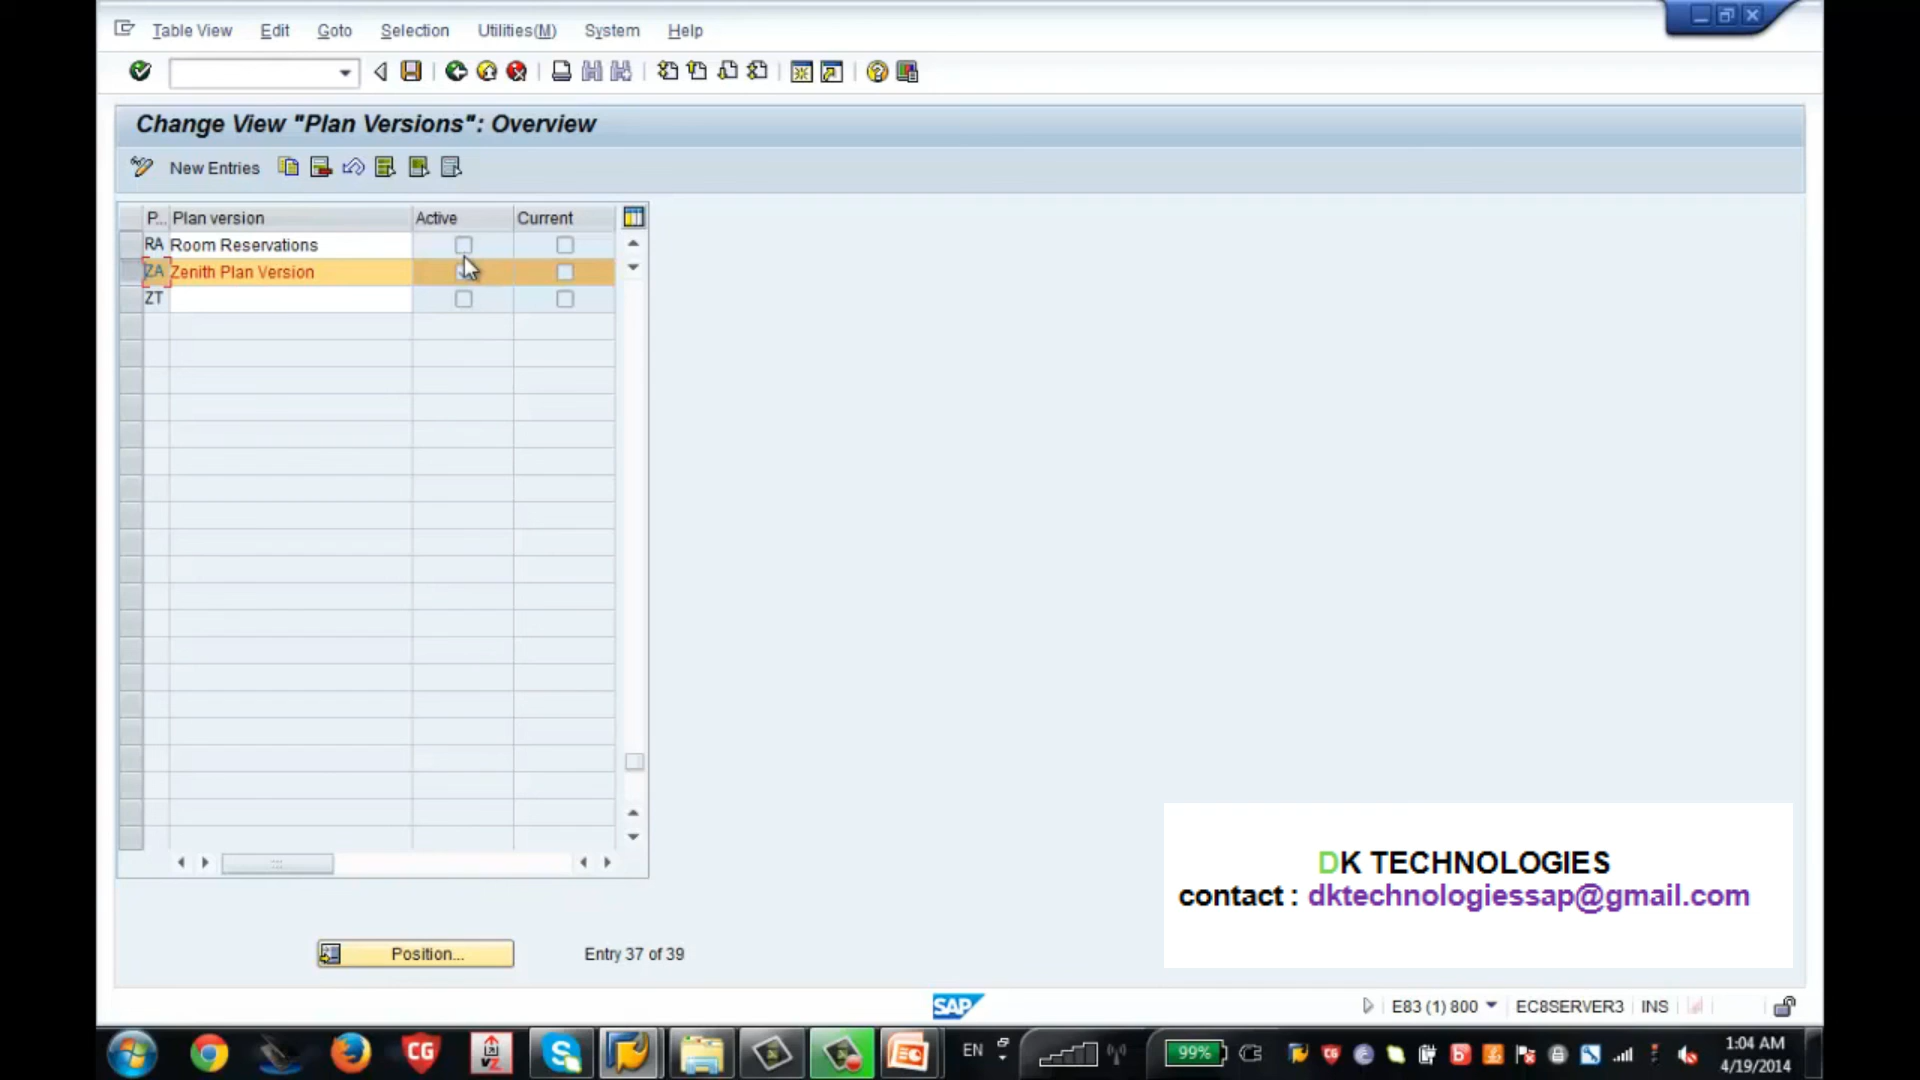 Table View Edit Goto Selection Utilities(M) System Help
Change View "Plan Versions": Overview
New Entries
P... Plan version Active Current
RA Room Reservations
ZA Zenith Plan Version
ZT
Position...
Entry 37 of 39
DK TECHNOLOGIES
contact : dktechnologiessap@gmail.com
SAP
E83 (1) 800 EC8SERVER3 INS
CG
EN
99%
1:04 AM
4/19/2014